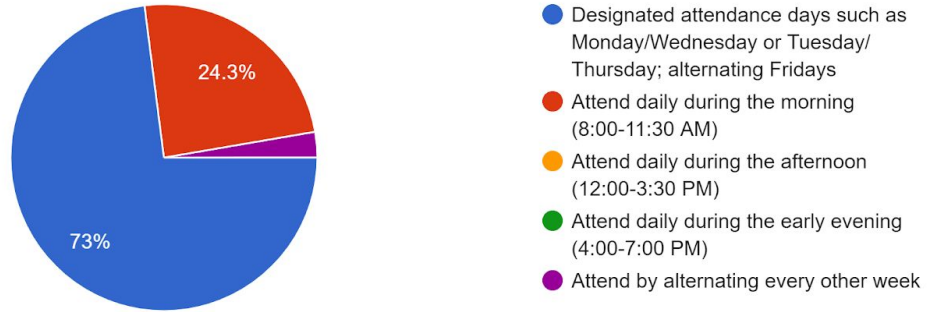 24.3%
73%
Designated attendance days such as
Monday/Wednesday or Tuesday/
Thursday; alternating Fridays
Attend daily during the morning
(8:00-11:30 AM)
Attend daily during the afternoon
(12:00-3:30 PM)
Attend daily during the early evening
(4:00-7:00 PM)
Attend by alternating every other week